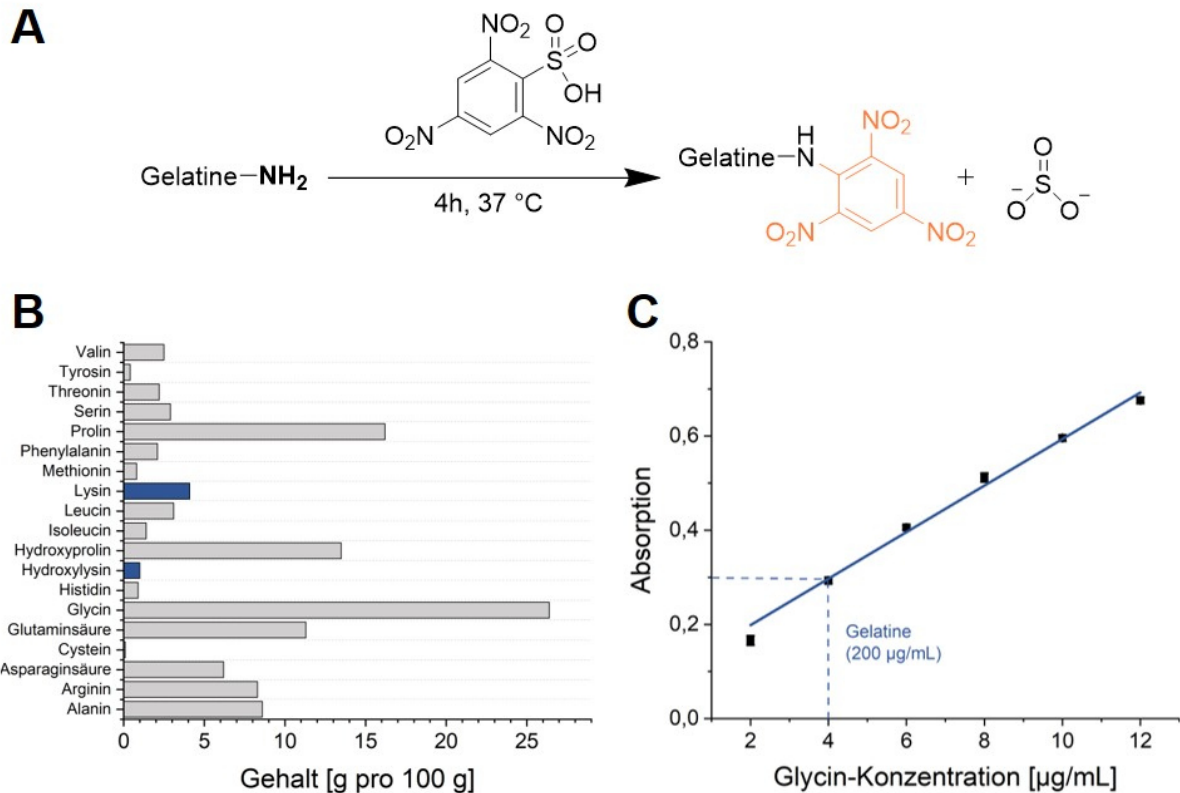 A
NO₂
O
O
S
OH
O₂N
NO₂
Gelatine
NH₂
4h, 37 °C
Gelatine
H
N
NO₂
O₂N
NO₂
+
O
S
⁻O
O⁻
B
Valin
Tyrosin
Threonin
Serin
Prolin
Phenylalanin
Methionin
Lysin
Leucin
Isoleucin
Hydroxyprolin
Hydroxylysin
Histidin
Glycin
Glutaminsäure
Cystein
Asparaginsäure
Arginin
Alanin
0 5 10 15 20 25
Gehalt [g pro 100 g]
C
0,8
0,6
0,4
0,2
0,0
Absorption
Gelatine
(200 µg/mL)
2 4 6 8 10 12
Glycin-Konzentration [µg/mL]